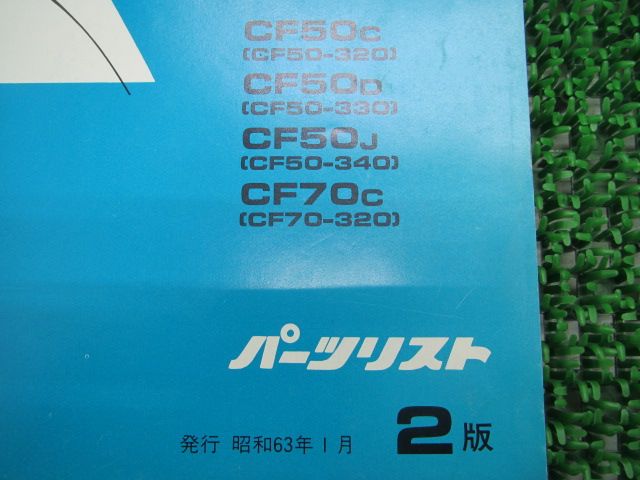 CF50C
(CF50-320)
CF50D
(CF50-330)
CF50J
(CF50-340)
CF70C
(CF70-320)
パーツリスト
発行 昭和63年1月 2版